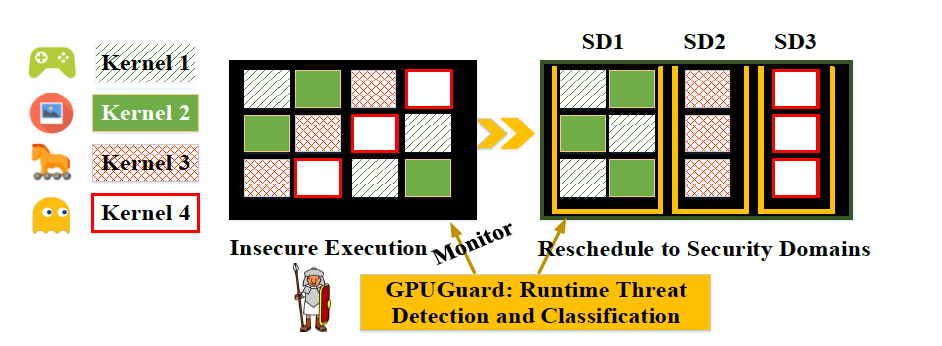 SD1 SD2 SD3
Kernel 1
Kernel 2
Kernel 3
Kernel 4
Insecure Execution
Monitor
Reschedule to Security Domains
GPUGuard: Runtime Threat
Detection and Classification